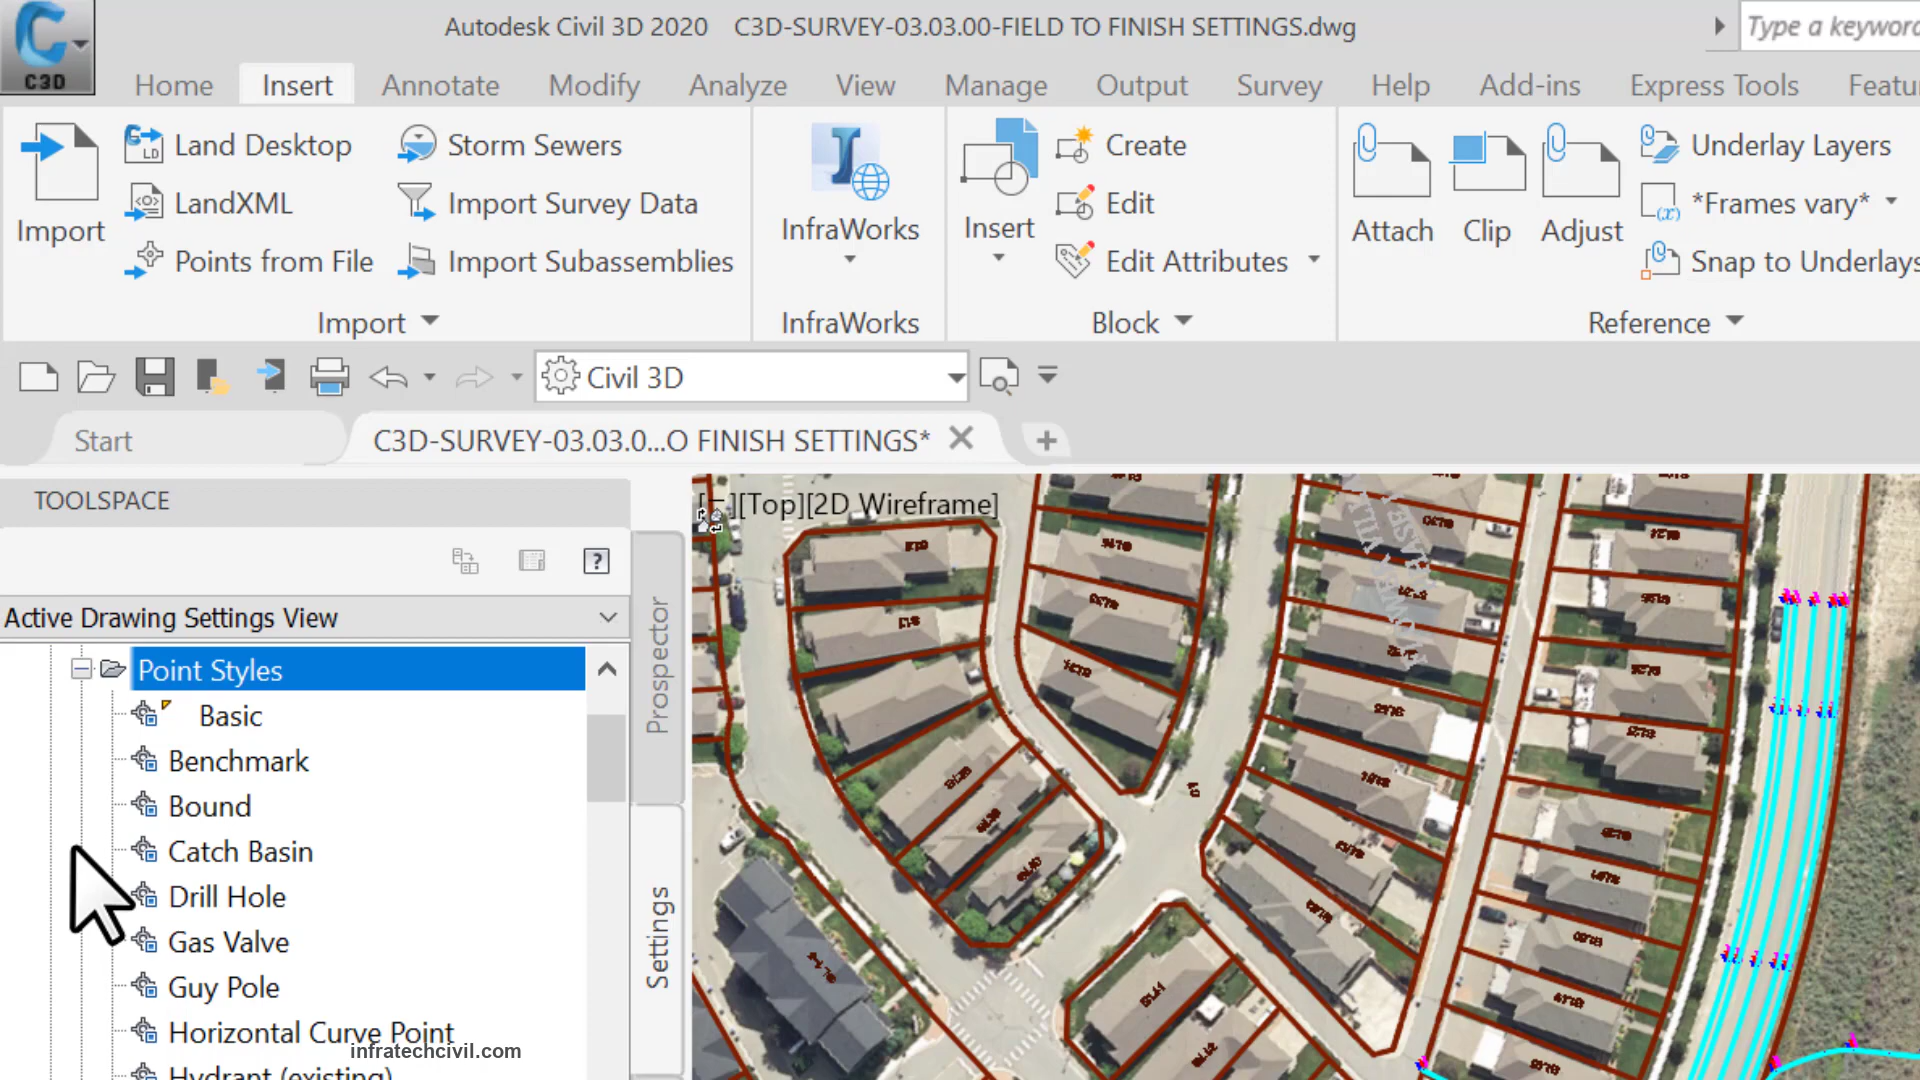 Autodesk Civil 3D 2020 C3D-SURVEY-03.03.00-FIELD TO FINISH SETTINGS.dwg
Type a keyword
C3D
Home Insert Annotate Modify Analyze View Manage Output Survey Help Add-ins Express Tools Featu
Land Desktop Storm Sewers Create Underlay Layers
LandXML Import Survey Data Edit *Frames vary*
Import InfraWorks Insert Attach Clip Adjust
Points from File Import Subassemblies Edit Attributes Snap to Underlays
Import InfraWorks Block Reference
Civil 3D
Start C3D-SURVEY-03.03.0...O FINISH SETTINGS*
TOOLSPACE
[-][Top][2D Wireframe]
Active Drawing Settings View
Prospector
Settings
Point Styles
Basic
Benchmark
Bound
Catch Basin
Drill Hole
Gas Valve
Guy Pole
Horizontal Curve Point
infratechcivil.com
Hydrant (existing)